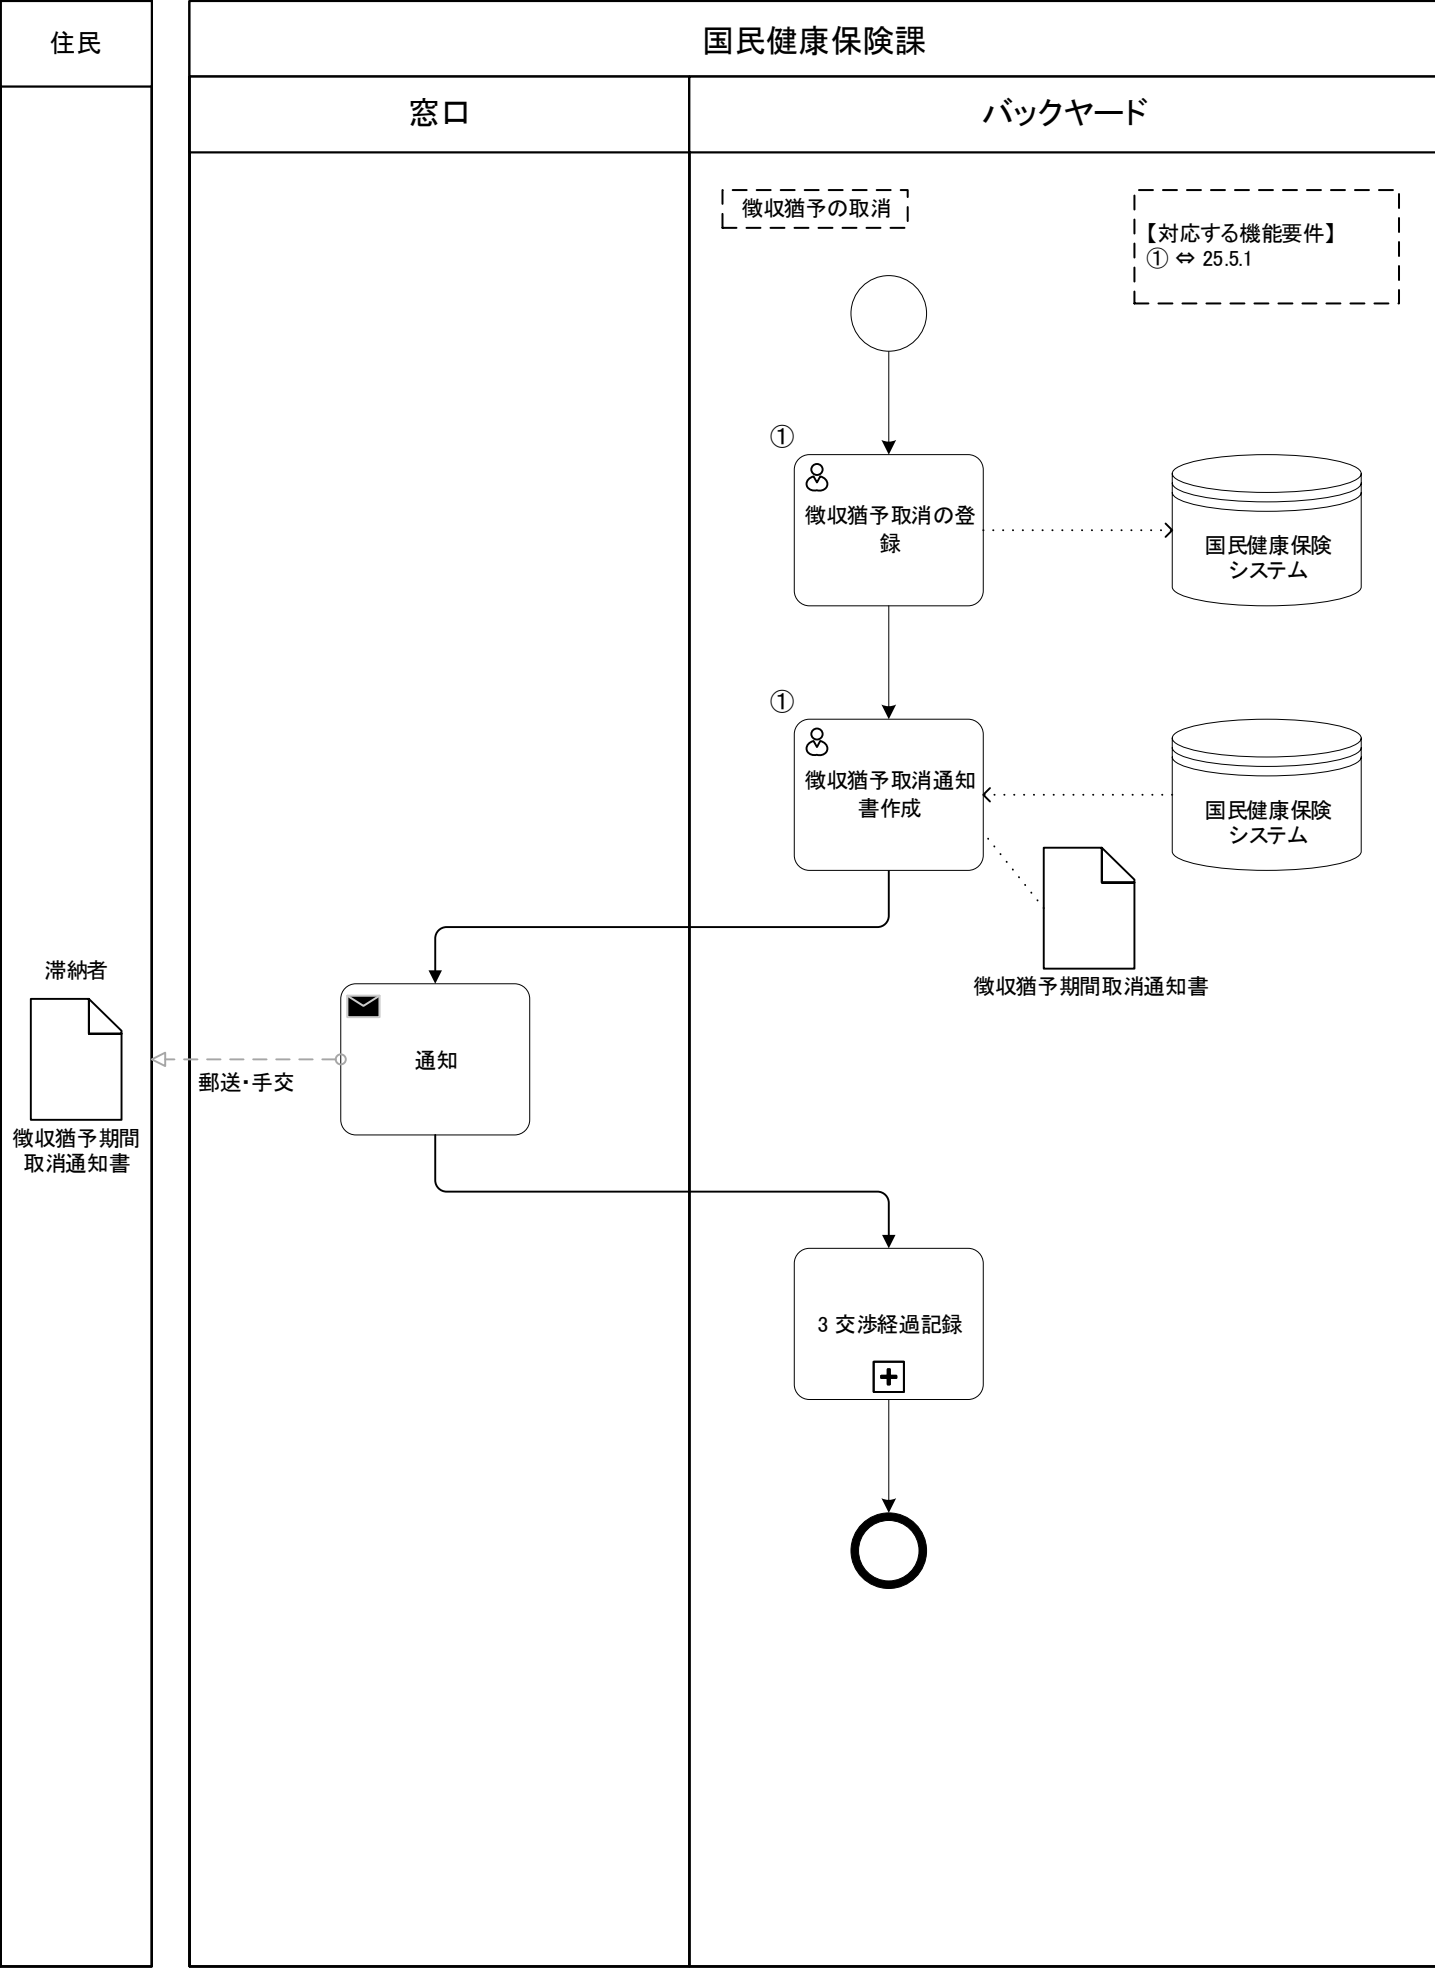 住民
国民健康保険課
窓口
バックヤード
徴収猶予の取消
【対応する機能要件】
① ⇔ 25.5.1
①
徴収猶予取消の登
録
国民健康保険
システム
①
徴収猶予取消通知
書作成
国民健康保険
システム
徴収猶予期間取消通知書
滞納者
徴収猶予期間
取消通知書
郵送・手交
通知
3 交渉経過記録